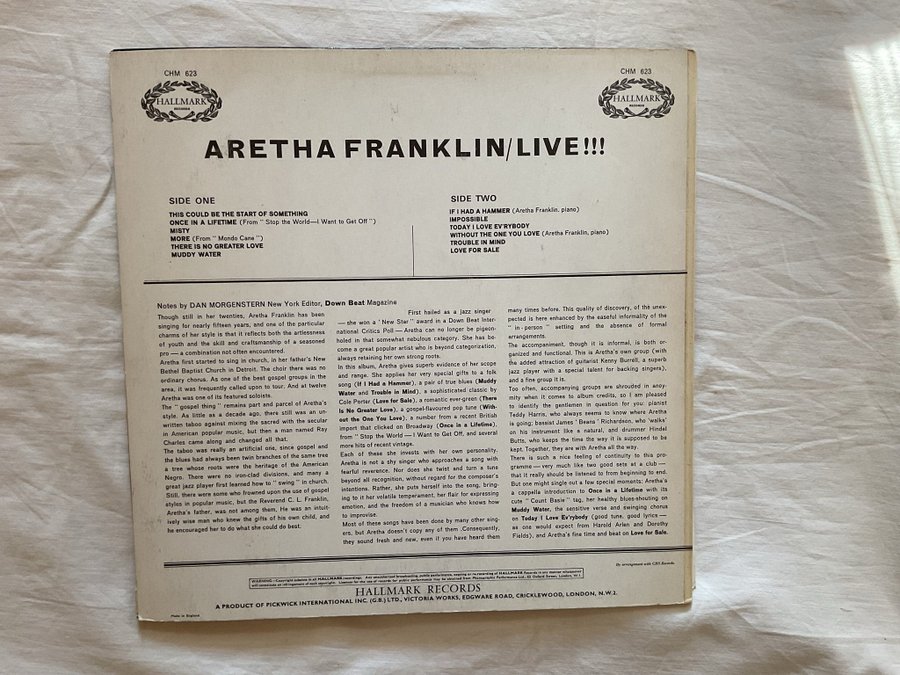 CHM 623
HALLMARK
RECORDS
CHM 623
HALLMARK
RECORDS
ARETHA FRANKLIN/LIVE!!!
SIDE ONE
THIS COULD BE THE START OF SOMETHING
ONCE IN A LIFETIME (From " Stop the World—I Want to Get Off ")
MISTY
MORE (From " Mondo Cane ")
THERE IS NO GREATER LOVE
MUDDY WATER
SIDE TWO
IF I HAD A HAMMER (Aretha Franklin, piano)
IMPOSSIBLE
TODAY I LOVE EV'RYBODY
WITHOUT THE ONE YOU LOVE (Aretha Franklin, piano)
TROUBLE IN MIND
LOVE FOR SALE
Notes by DAN MORGENSTERN New York Editor, Down Beat Magazine
Though still in her twenties, Aretha Franklin has been
singing for nearly fifteen years, and one of the particular
charms of her style is that it reflects both the artlessness
of youth and the skill and craftsmanship of a seasoned
pro — a combination not often encountered.
Aretha first started to sing in church, in her father's New
Bethel Baptist Church in Detroit. The choir there was no
ordinary chorus. As one of the best gospel groups in the
area, it was frequently called upon to tour. And at twelve
Aretha was one of its featured soloists.
The " gospel thing " remains part and parcel of Aretha's
style. As little as a decade ago, there still was an un-
written taboo against mixing the sacred with the secular
in American popular music, but then a man named Ray
Charles came along and changed all that.
The taboo was really an artificial one, since gospel and
the blues had always been twin branches of the same tree
a tree whose roots were the heritage of the American
Negro. There were no iron-clad divisions, and many a
great jazz player first learned how to " swing " in church.
Still, there were some who frowned upon the use of gospel
styles in popular music, but the Reverend C. L. Franklin,
Aretha's father, was not among them. He was an intuit-
ively wise man who knew the gifts of his own child, and
he encouraged her to do what she could do best.
First hailed as a jazz singer
— she won a " New Star " award in a Down Beat Inter-
national Critics Poll — Aretha can no longer be pigeon-
holed in that somewhat nebulous category. She has be-
come a great popular artist who is beyond categorization,
always retaining her own strong roots.
In this album, Aretha gives superb evidence of her scope
and range. She applies her very special gifts to a folk
song (If I Had a Hammer), a pair of true blues (Muddy
Water and Trouble in Mind), a sophisticated classic by
Cole Porter (Love for Sale), a romantic ever-green (There
Is No Greater Love), a gospel-flavoured pop tune (With-
out the One You Love), a number from a recent British
import that clicked on Broadway (Once in a Lifetime),
from " Stop the World — I Want to Get Off, and several
more hits of recent vintage.
Each of these she invests with her own personality.
Aretha is not a shy singer who approaches a song with
fearful reverence. Nor does she twist and turn a tune
beyond all recognition, without regard for the composer's
intentions. Rather, she puts herself into the song, bring-
ing to it her volatile temperament, her flair for expressing
emotion, and the freedom of a musician who knows how
to improvise.
Most of these songs have been done by many other sing-
ers, but Aretha doesn't copy any of them .Consequently,
they sound fresh and new, even if you have heard them
many times before. This quality of discovery, of the unex-
pected is here enhanced by the easeful informality of the
" in - person " setting and the absence of formal
arrangements.
The accompaniment, though it is informal, is both or-
ganized and functional. This is Aretha's own group (with
the added attraction of guitarist Kenny Burrell, a superb
jazz player with a special talent for backing singers),
and a fine group it is.
Too often, accompanying groups are shrouded in anoy-
mity when it comes to album credits, so I am pleased
to identify the gentlemen in question for you: pianist
Teddy Harris, who always seems to know where Aretha
is going; bassist James " Beans ' Richardson, who 'walks'
on his instrument like a natural, and drummer Hindel
Butts, who keeps the time the way it is supposed to be
kept. Together, they are with Aretha all the way.
There is such a nice feeling of continuity to this pro-
gramme — very much like two good sets at a club —
that it really should be listened to from beginning to end.
But one might single out a few special moments: Aretha's
a cappella introduction to Once in a Lifetime with its
cute " Count Basie " tag, her healthy blues-shouting on
Muddy Water, the sensitive verse and swinging chorus
on Today I Love Ev'rybody (good tune, good lyrics —
as one would expect from Harold Arlen and Dorothy
Fields), and Aretha's fine time and beat on Love for Sale.
By arrangement with CBS Records.
HALLMARK RECORDS
A PRODUCT OF PICKWICK INTERNATIONAL INC. (G.B.) LTD., VICTORIA WORKS, EDGWARE ROAD, CRICKLEWOOD, LONDON, N.W.2.
Made in England